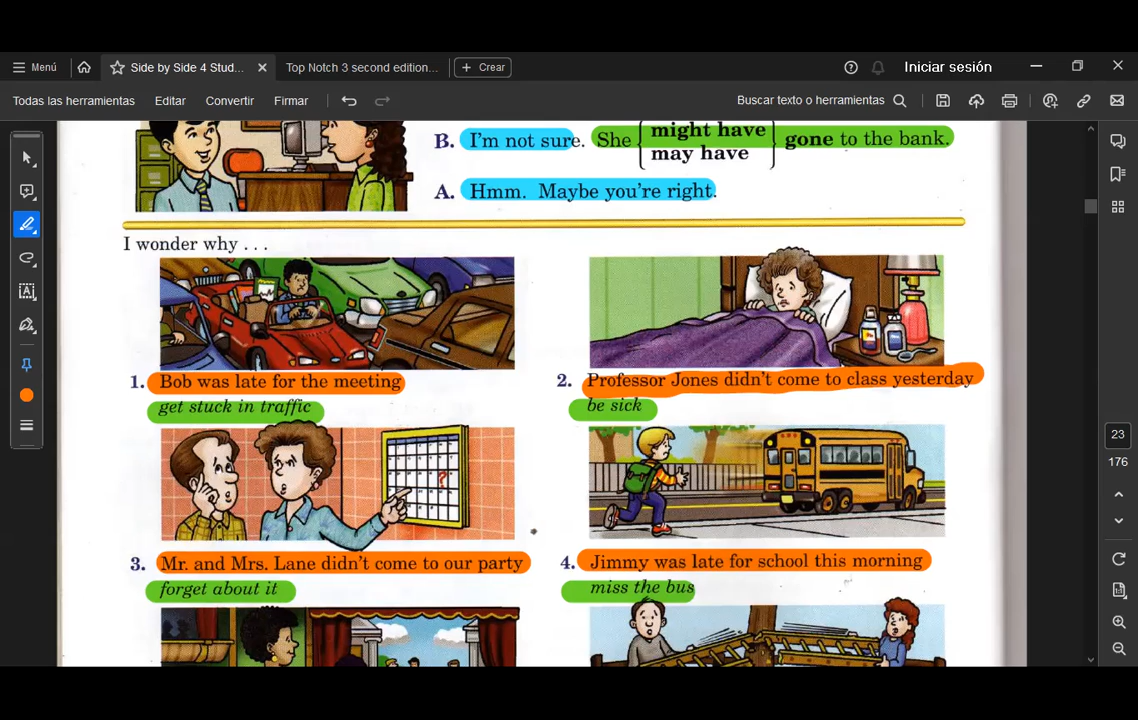 Menú
Side by Side 4 Stud...
Top Notch 3 second edition...
Crear
Iniciar sesión
Todas las herramientas
Editar
Convertir
Firmar
Buscar texto o herramientas
might have
B. I'm not sure. She gone to the bank.
may have
A. Hmm. Maybe you're right.
I wonder why . . .
1. Bob was late for the meeting
get stuck in traffic
2. Professor Jones didn't come to class yesterday
be sick
3. Mr. and Mrs. Lane didn't come to our party
forget about it
4. Jimmy was late for school this morning
miss the bus
23
176